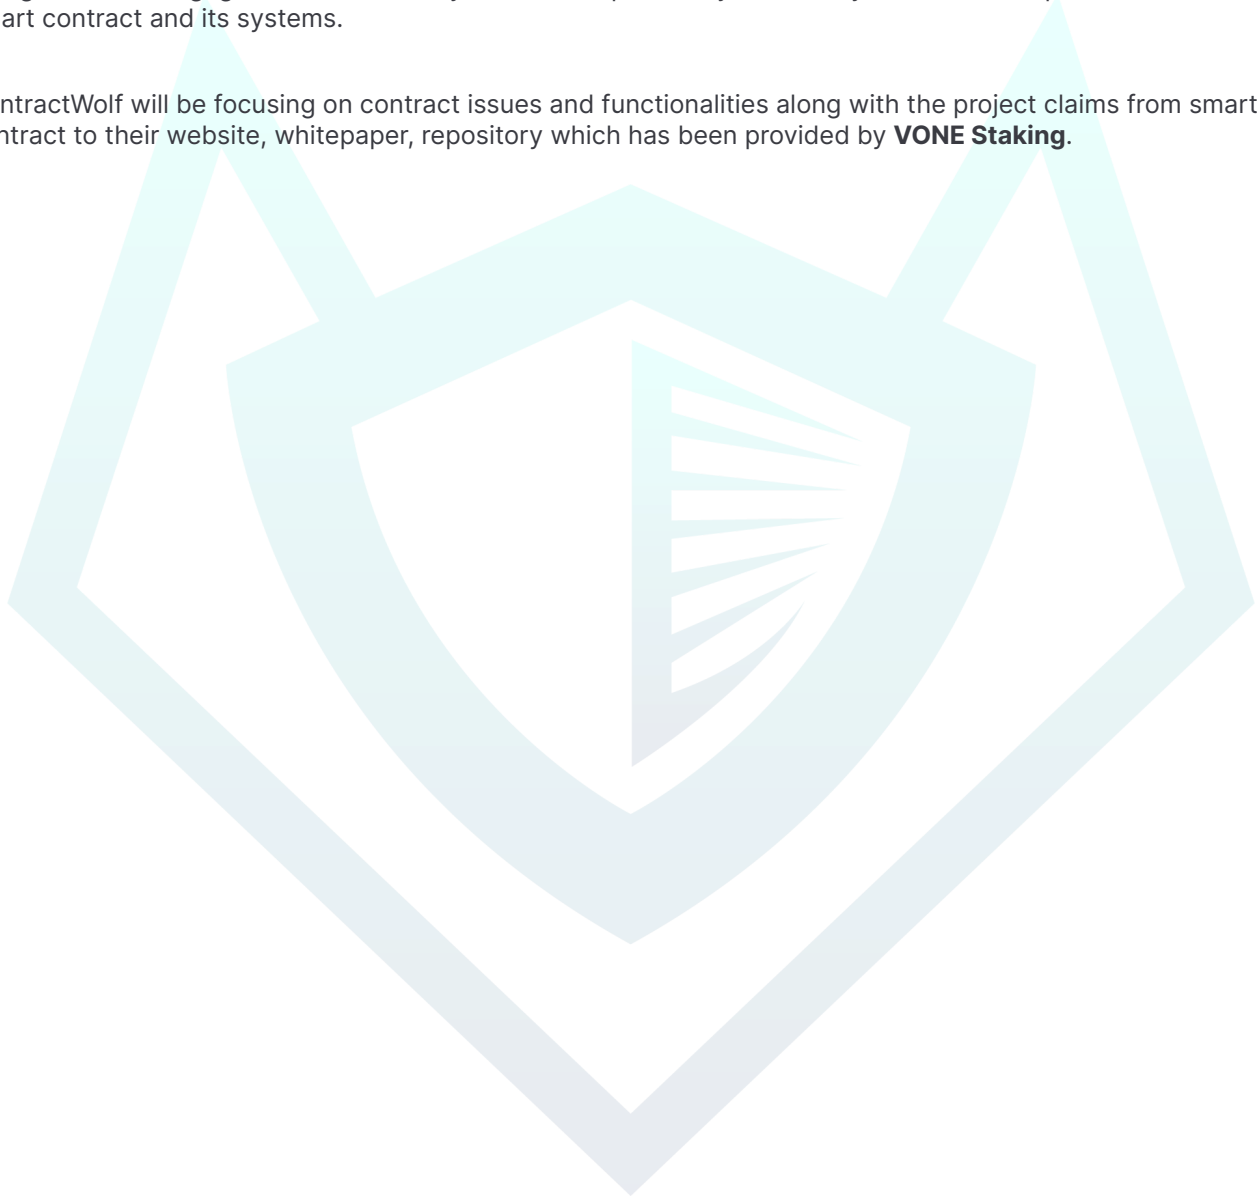 art contract and its systems.
ntractWolf will be focusing on contract issues and functionalities along with the project claims from smart
ntract to their website, whitepaper, repository which has been provided by VONE Staking.